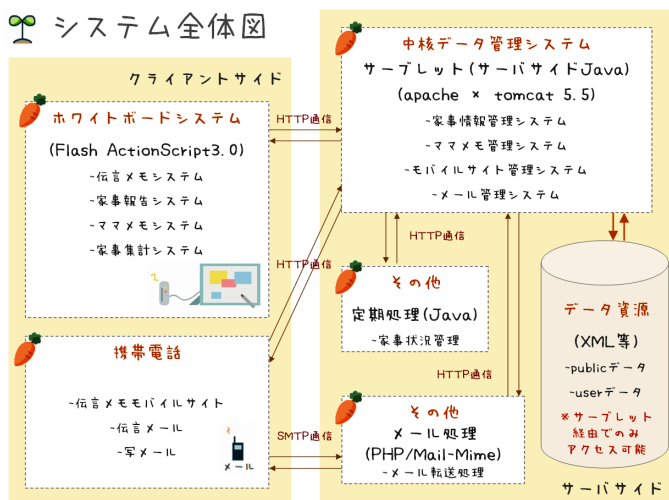 システム全体図
クライアントサイド
ホワイトボードシステム
(Flash ActionScript3.0)
-伝言メモシステム
-家事報告システム
-ママメモシステム
-家事集計システム
携帯電話
-伝言メモモバイルサイト
-伝言メール
-写メール
メール
HTTP通信
HTTP通信
SMTP通信
中核データ管理システム
サーブレット(サーバサイドJava)
(apache × tomcat 5.5)
-家事情報管理システム
-ママメモ管理システム
-モバイルサイト管理システム
-メール管理システム
HTTP通信
その他
定期処理(Java)
-家事状況管理
HTTP通信
その他
メール処理
(PHP/Mail-Mime)
-メール転送処理
データ資源
(XML等)
-publicデータ
-userデータ
※サーブレット
経由でのみ
アクセス可能
サーバサイド